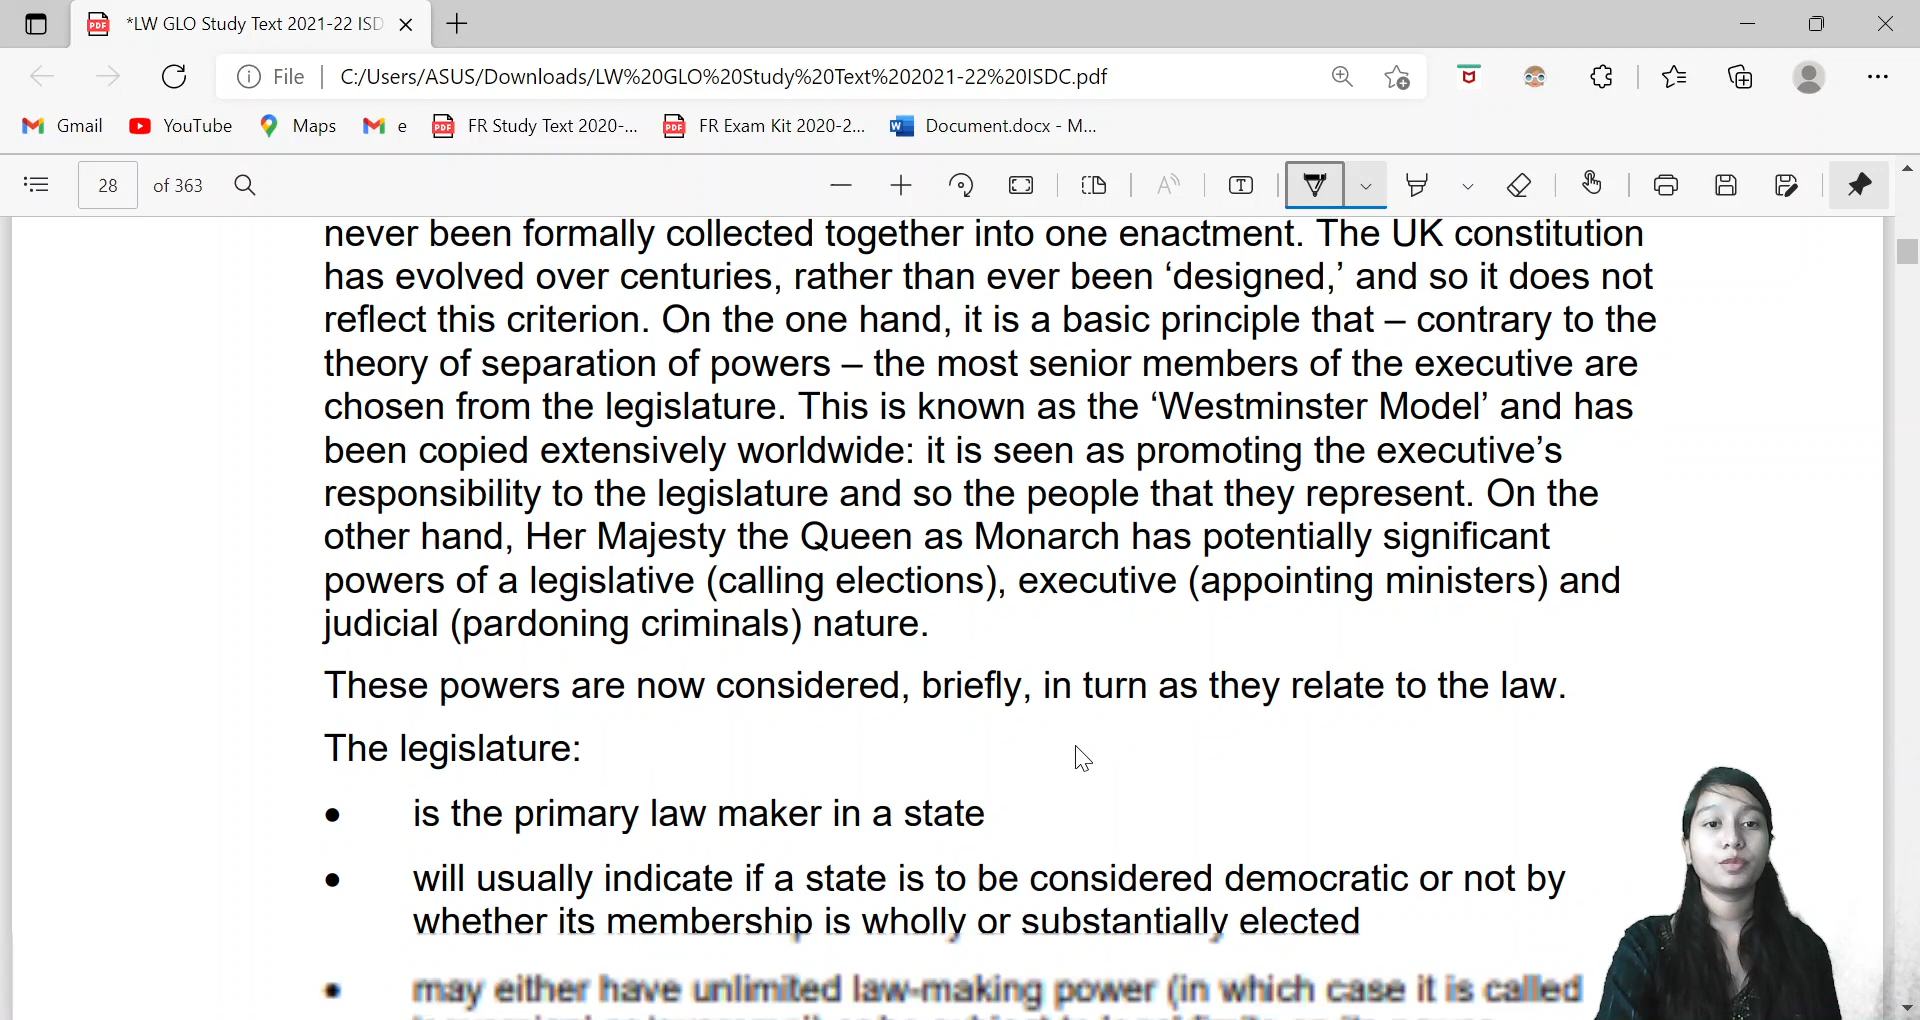 *LW GLO Study Text 2021-22 ISD
File
C:/Users/ASUS/Downloads/LW%20GLO%20Study%20Text%202021-22%20ISDC.pdf
Gmail YouTube Maps e FR Study Text 2020-... FR Exam Kit 2020-2... Document.docx - M...
28 of 363
never been formally collected together into one enactment. The UK constitution
has evolved over centuries, rather than ever been ‘designed,’ and so it does not
reflect this criterion. On the one hand, it is a basic principle that – contrary to the
theory of separation of powers – the most senior members of the executive are
chosen from the legislature. This is known as the ‘Westminster Model’ and has
been copied extensively worldwide: it is seen as promoting the executive’s
responsibility to the legislature and so the people that they represent. On the
other hand, Her Majesty the Queen as Monarch has potentially significant
powers of a legislative (calling elections), executive (appointing ministers) and
judicial (pardoning criminals) nature.
These powers are now considered, briefly, in turn as they relate to the law.
The legislature:
• is the primary law maker in a state
• will usually indicate if a state is to be considered democratic or not by
whether its membership is wholly or substantially elected
• may either have unlimited law-making power (in which case it is called